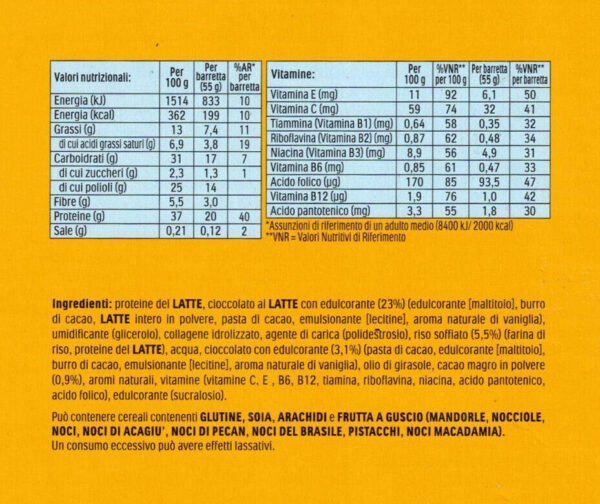 Valori nutrizionali: Per 100 g Per barretta (55 g) %AR* per barretta
Energia (kJ) 1514 833 10
Energia (kcal) 362 199 10
Grassi (g) 13 7,4 11
di cui acidi grassi saturi (g) 6,9 3,8 19
Carboidrati (g) 31 17 7
di cui zuccheri (g) 2,3 1,3 1
di cui polioli (g) 25 14
Fibre (g) 5,5 3,0
Proteine (g) 37 20 40
Sale (g) 0,21 0,12 2
Vitamine: Per 100 g %VNR** per 100 g Per barretta (55 g) %VNR** per barretta
Vitamina E (mg) 11 92 6,1 50
Vitamina C (mg) 59 74 32 41
Tiammina (Vitamina B1) (mg) 0,64 58 0,35 32
Riboflavina (Vitamina B2) (mg) 0,87 62 0,48 34
Niacina (Vitamina B3) (mg) 8,9 56 4,9 31
Vitamina B6 (mg) 0,85 61 0,47 33
Acido folico (µg) 170 85 93,5 47
Vitamina B12 (µg) 1,9 76 1,0 42
Acido pantotenico (mg) 3,3 55 1,8 30
*Assunzioni di riferimento di un adulto medio (8400 kJ/ 2000 kcal)
**VNR = Valori Nutritivi di Riferimento
Ingredienti: proteine del LATTE, cioccolato al LATTE con edulcorante (23%) (edulcorante [maltitolo], burro
di cacao, LATTE intero in polvere, pasta di cacao, emulsionante [lecitine], aroma naturale di vaniglia),
umidificante (glicerolo), collagene idrolizzato, agente di carica (polidestrosio), riso soffiato (5,5%) (farina di
riso, proteine del LATTE), acqua, cioccolato con edulcorante (3,1%) (pasta di cacao, edulcorante [maltitolo],
burro di cacao, emulsionante [lecitine], aroma naturale di vaniglia), olio di girasole, cacao magro in polvere
(0,9%), aromi naturali, vitamine (vitamine C, E , B6, B12, tiamina, riboflavina, niacina, acido pantotenico,
acido folico), edulcorante (sucralosio).
Può contenere cereali contenenti GLUTINE, SOIA, ARACHIDI e FRUTTA A GUSCIO (MANDORLE, NOCCIOLE,
NOCI, NOCI DI ACAGIU', NOCI DI PECAN, NOCI DEL BRASILE, PISTACCHI, NOCI MACADAMIA).
Un consumo eccessivo può avere effetti lassativi.